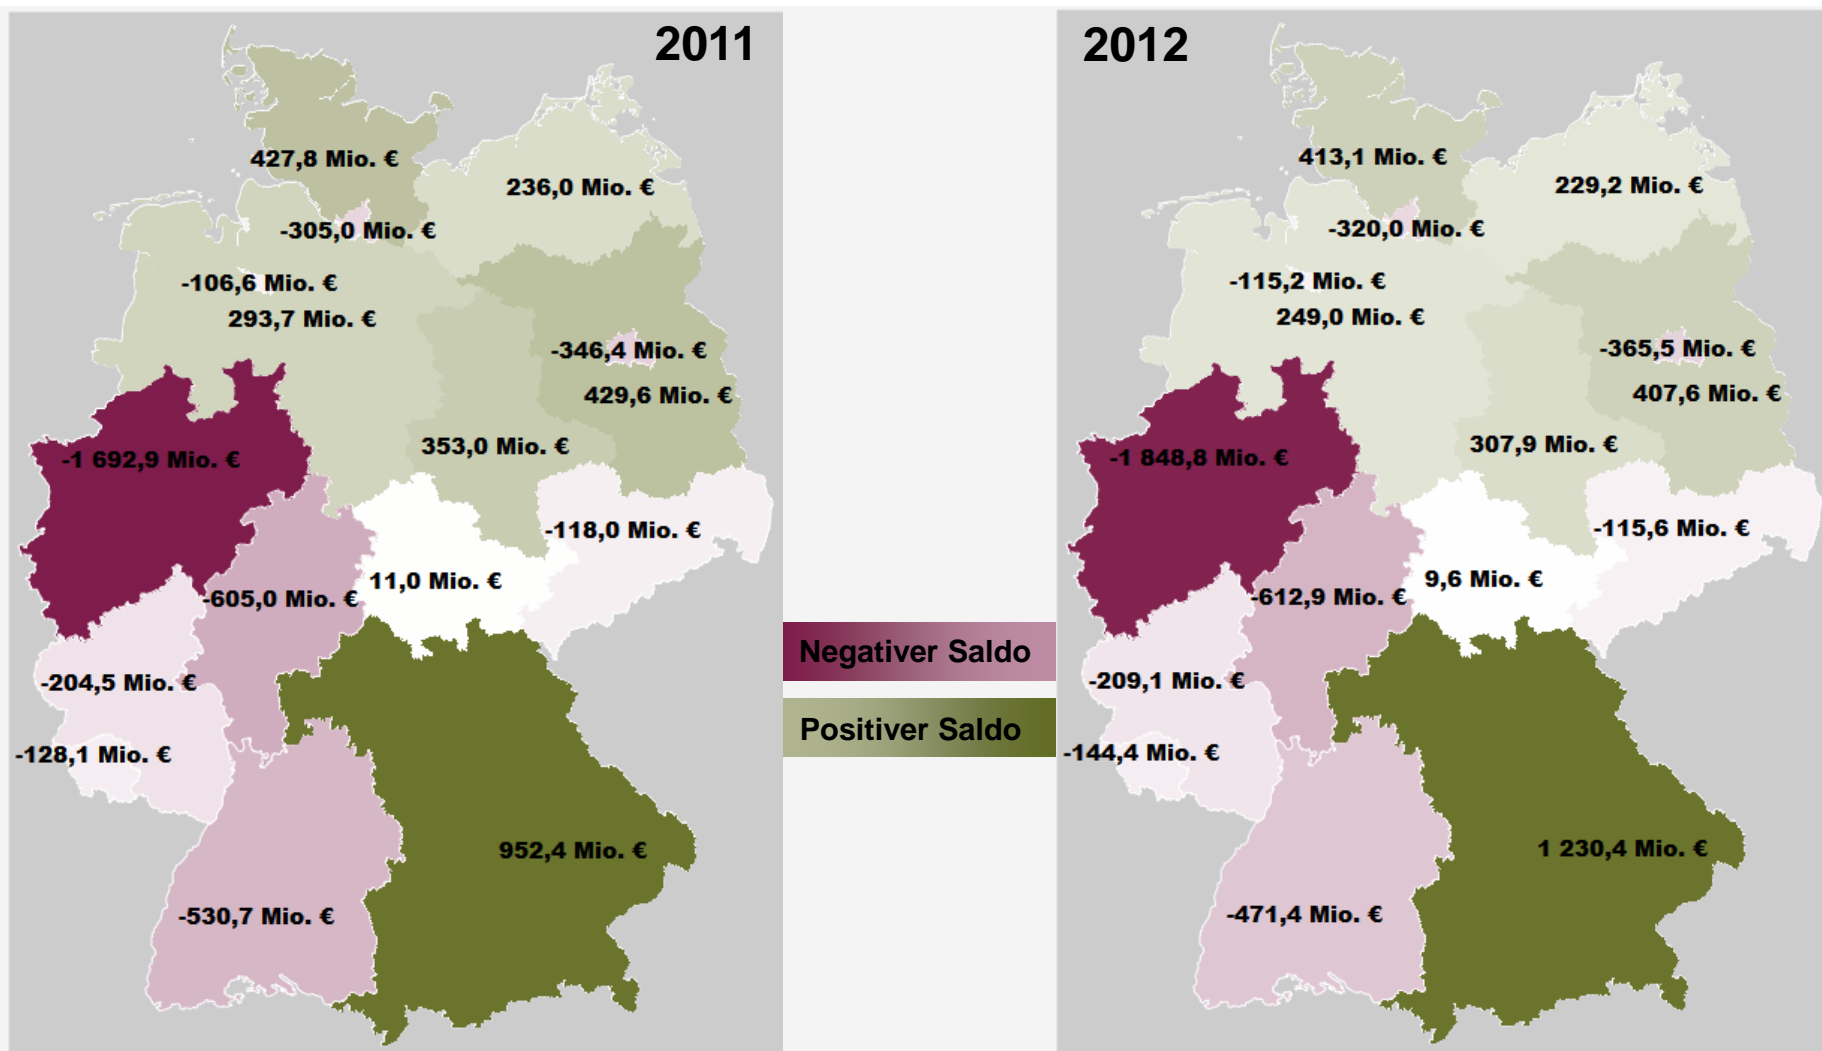 2011
427,8 Mio. €
236,0 Mio. €
-305,0 Mio. €
-106,6 Mio. €
293,7 Mio. €
-346,4 Mio. €
429,6 Mio. €
353,0 Mio. €
-1 692,9 Mio. €
-118,0 Mio. €
11,0 Mio. €
-605,0 Mio. €
-204,5 Mio. €
-128,1 Mio. €
952,4 Mio. €
-530,7 Mio. €
Negativer Saldo
Positiver Saldo
2012
413,1 Mio. €
229,2 Mio. €
-320,0 Mio. €
-115,2 Mio. €
249,0 Mio. €
-365,5 Mio. €
407,6 Mio. €
307,9 Mio. €
-1 848,8 Mio. €
-115,6 Mio. €
9,6 Mio. €
-612,9 Mio. €
-209,1 Mio. €
-144,4 Mio. €
1 230,4 Mio. €
-471,4 Mio. €